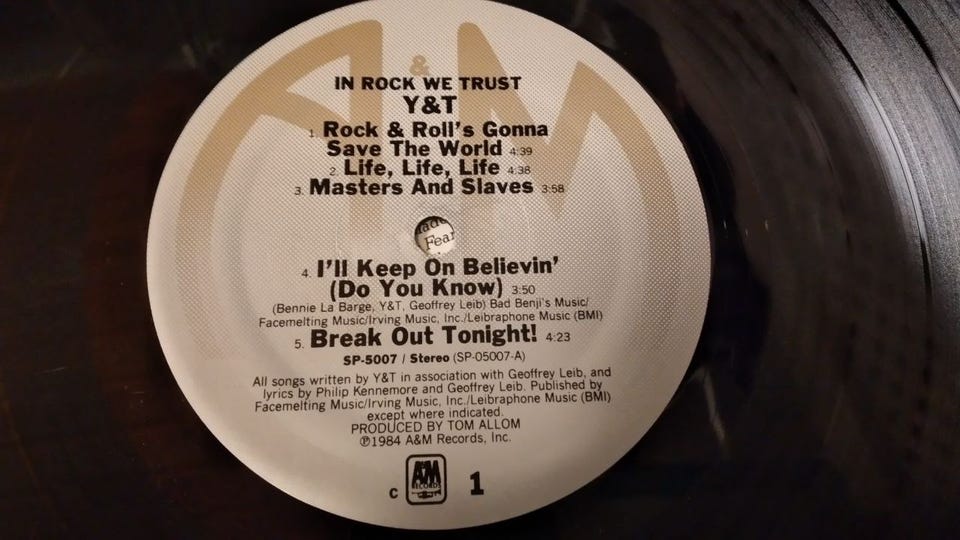 &
IN ROCK WE TRUST
Y&T
1. Rock & Roll's Gonna
Save The World 4:39
2. Life, Life, Life 4:38
3. Masters And Slaves 3:58
Fear
4. I'll Keep On Believin'
(Do You Know) 3:50
(Bennie La Barge, Y&T, Geoffrey Leib) Bad Benji's Music/
Facemelting Music/Irving Music, Inc./Leibraphone Music (BMI)
5. Break Out Tonight! 4:23
SP-5007 / Stereo (SP-05007-A)
All songs written by Y&T in association with Geoffrey Leib, and
lyrics by Philip Kennemore and Geoffrey Leib. Published by
Facemelting Music/Irving Music, Inc./Leibraphone Music (BMI)
except where indicated.
PRODUCED BY TOM ALLOM
℗1984 A&M Records, Inc.
C A&M RECORDS 1